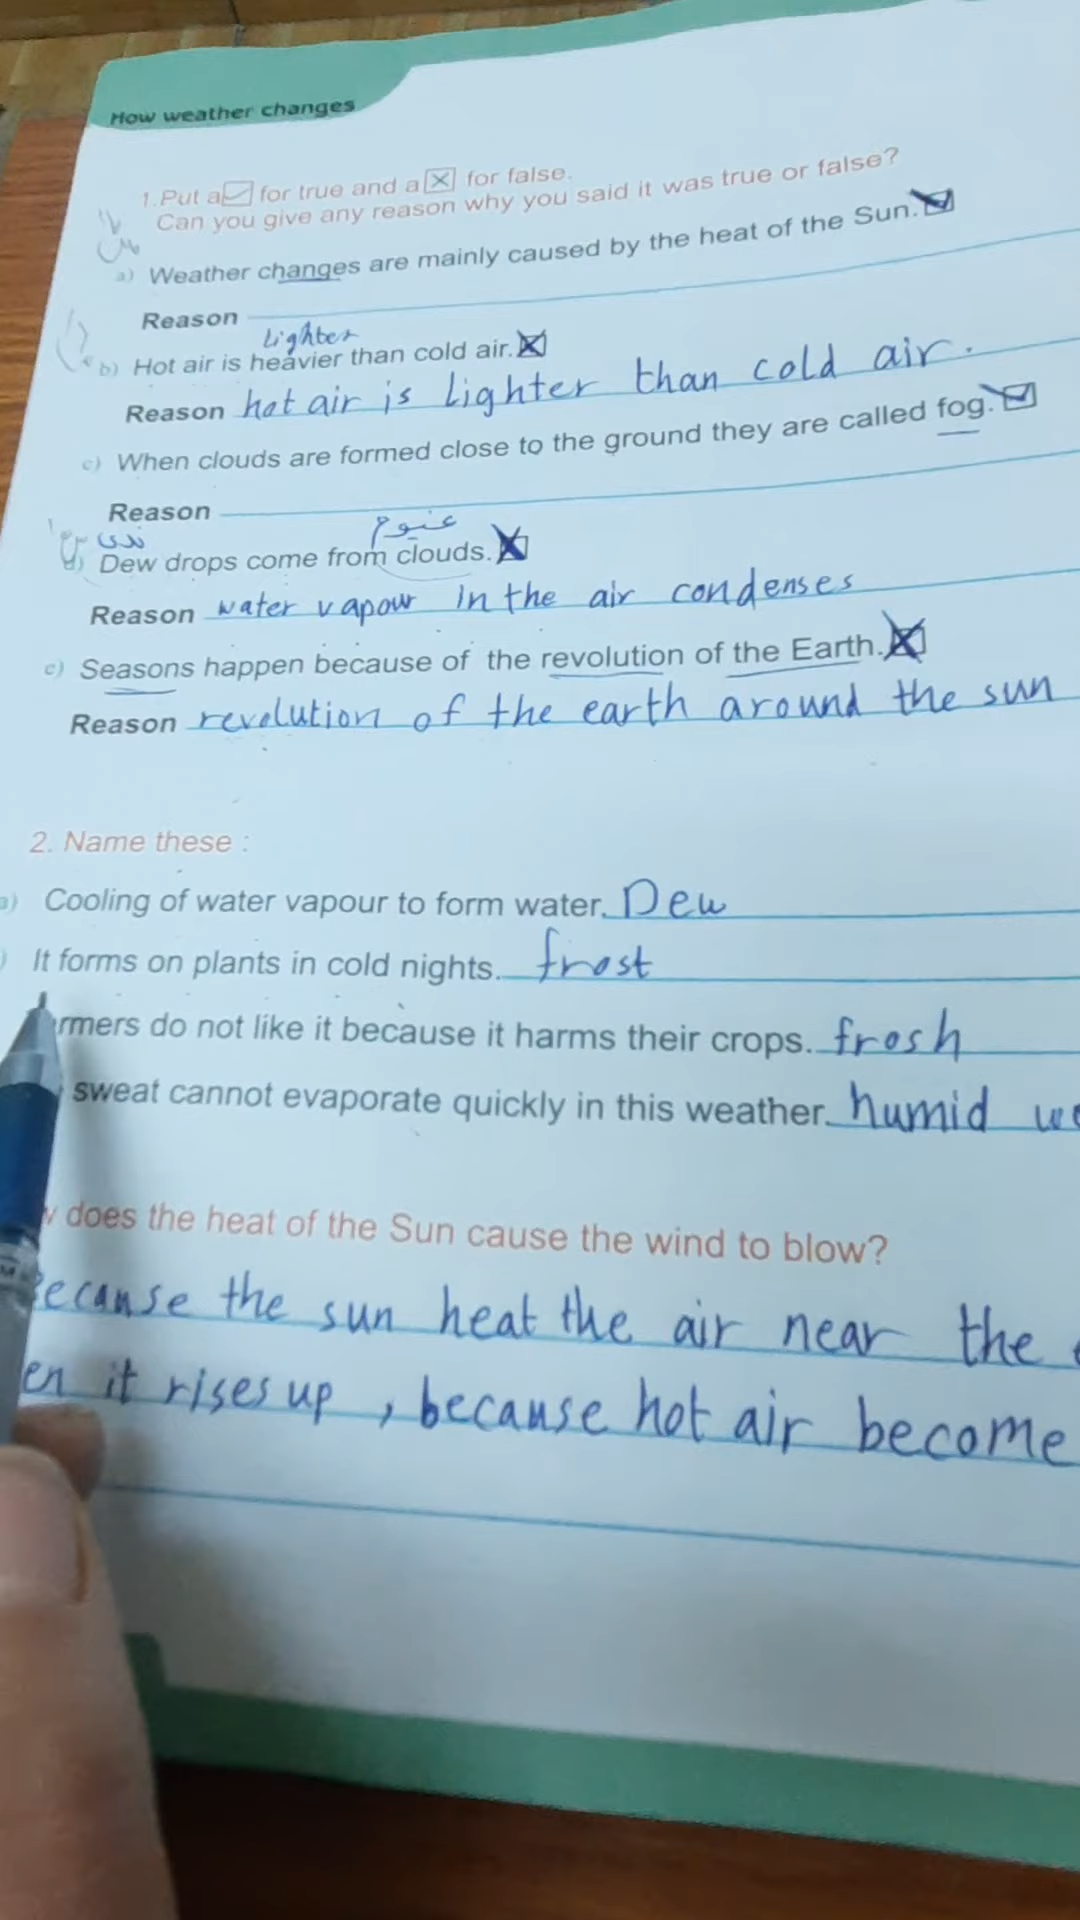 How weather changes
1. Put a for true and a for false.
Can you give any reason why you said it was true or false?
a) Weather changes are mainly caused by the heat of the Sun.
Reason
Lighter
b) Hot air is heavier than cold air.
Reason hot air is Lighter than cold air.
c) When clouds are formed close to the ground they are called fog.
Reason
ندى غيوم
d) Dew drops come from clouds.
Reason water vapour in the air condenses
e) Seasons happen because of the revolution of the Earth.
Reason revolution of the earth around the sun
2. Name these :
a) Cooling of water vapour to form water. Dew
It forms on plants in cold nights. frost
rmers do not like it because it harms their crops. frosh
sweat cannot evaporate quickly in this weather. humid
does the heat of the Sun cause the wind to blow?
ecause the sun heat the air near the
en it rises up , because hot air become